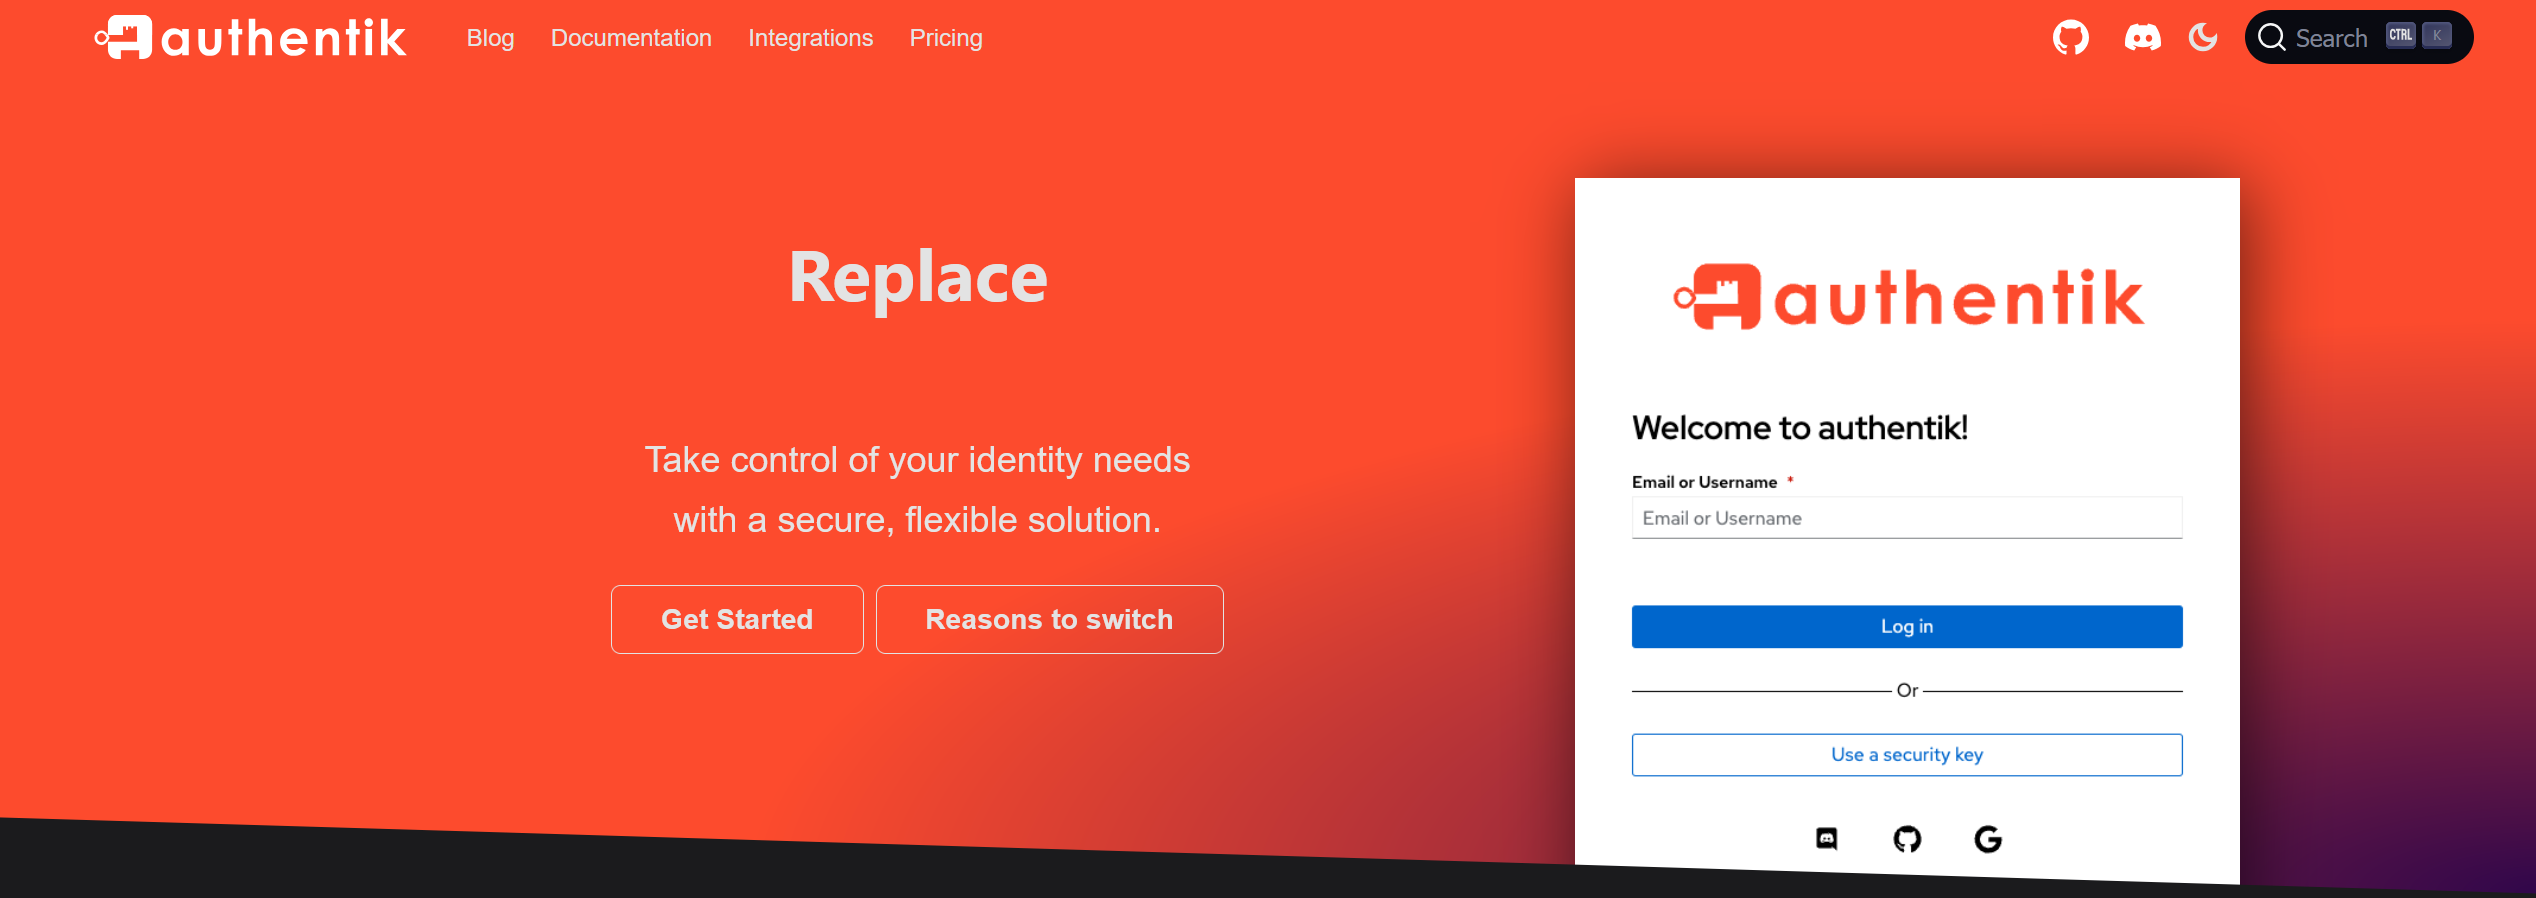 authentik
Blog
Documentation
Integrations
Pricing
Search
CTRL
K
Replace
Take control of your identity needs
with a secure, flexible solution.
Get Started
Reasons to switch
authentik
Welcome to authentik!
Email or Username *
Email or Username
Log in
Or
Use a security key